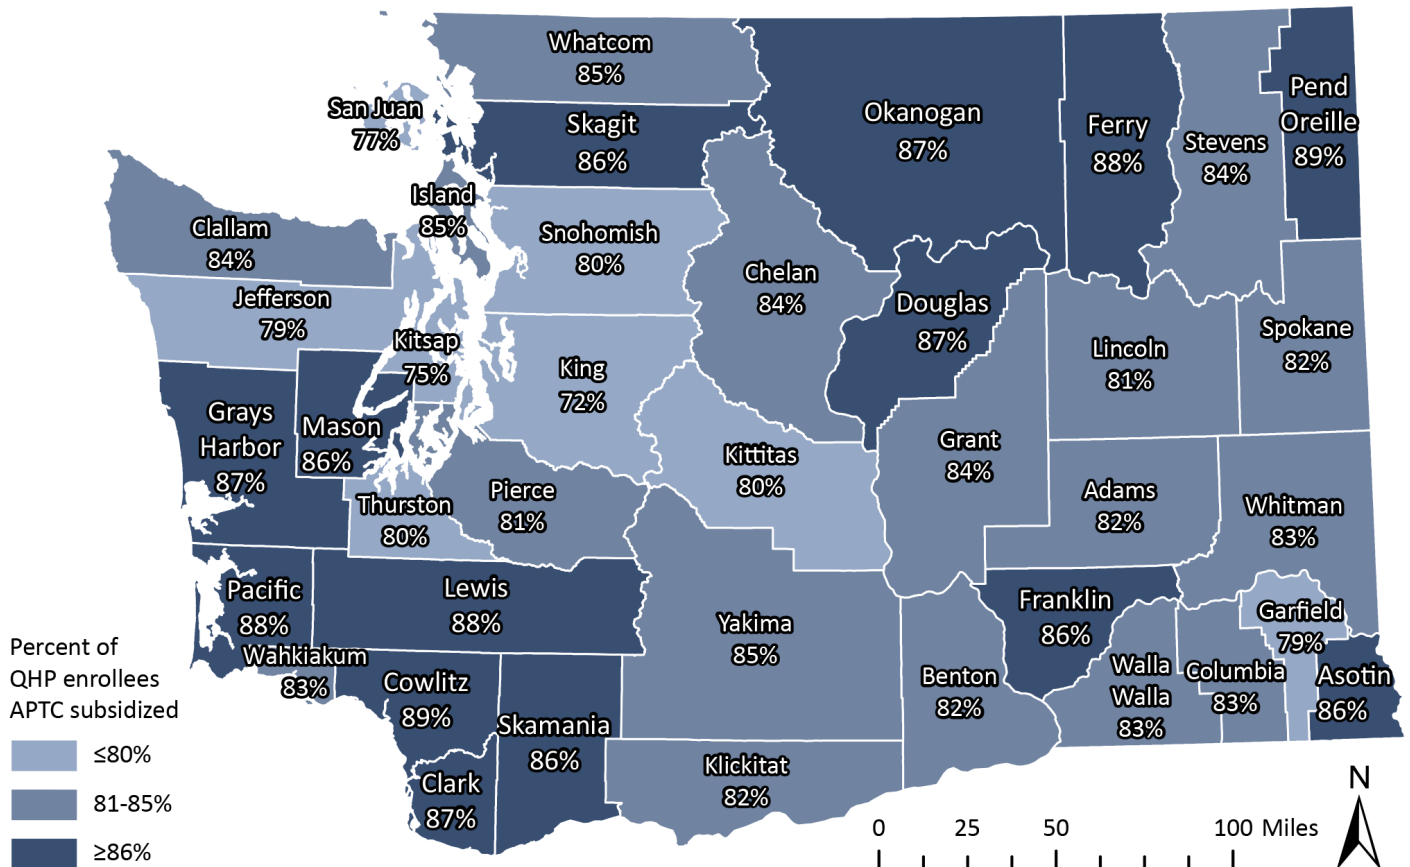 Whatcom
85%
San Juan
77%
Skagit
86%
Okanogan
87%
Ferry
88%
Stevens
84%
Pend
Oreille
89%
Island
85%
Clallam
84%
Snohomish
80%
Chelan
84%
Jefferson
79%
Douglas
87%
Kitsap
75%
King
72%
Lincoln
81%
Spokane
82%
Grays
Harbor
87%
Mason
86%
Kittitas
80%
Grant
84%
Thurston
80%
Pierce
81%
Adams
82%
Whitman
83%
Pacific
88%
Lewis
88%
Yakima
85%
Franklin
86%
Garfield
79%
Wahkiakum
83%
Cowlitz
89%
Skamania
86%
Benton
82%
Walla
Walla
83%
Columbia
83%
Asotin
86%
Clark
87%
Klickitat
82%
Percent of
QHP enrollees
APTC subsidized
≤80%
81-85%
≥86%
N
0 25 50 100 Miles